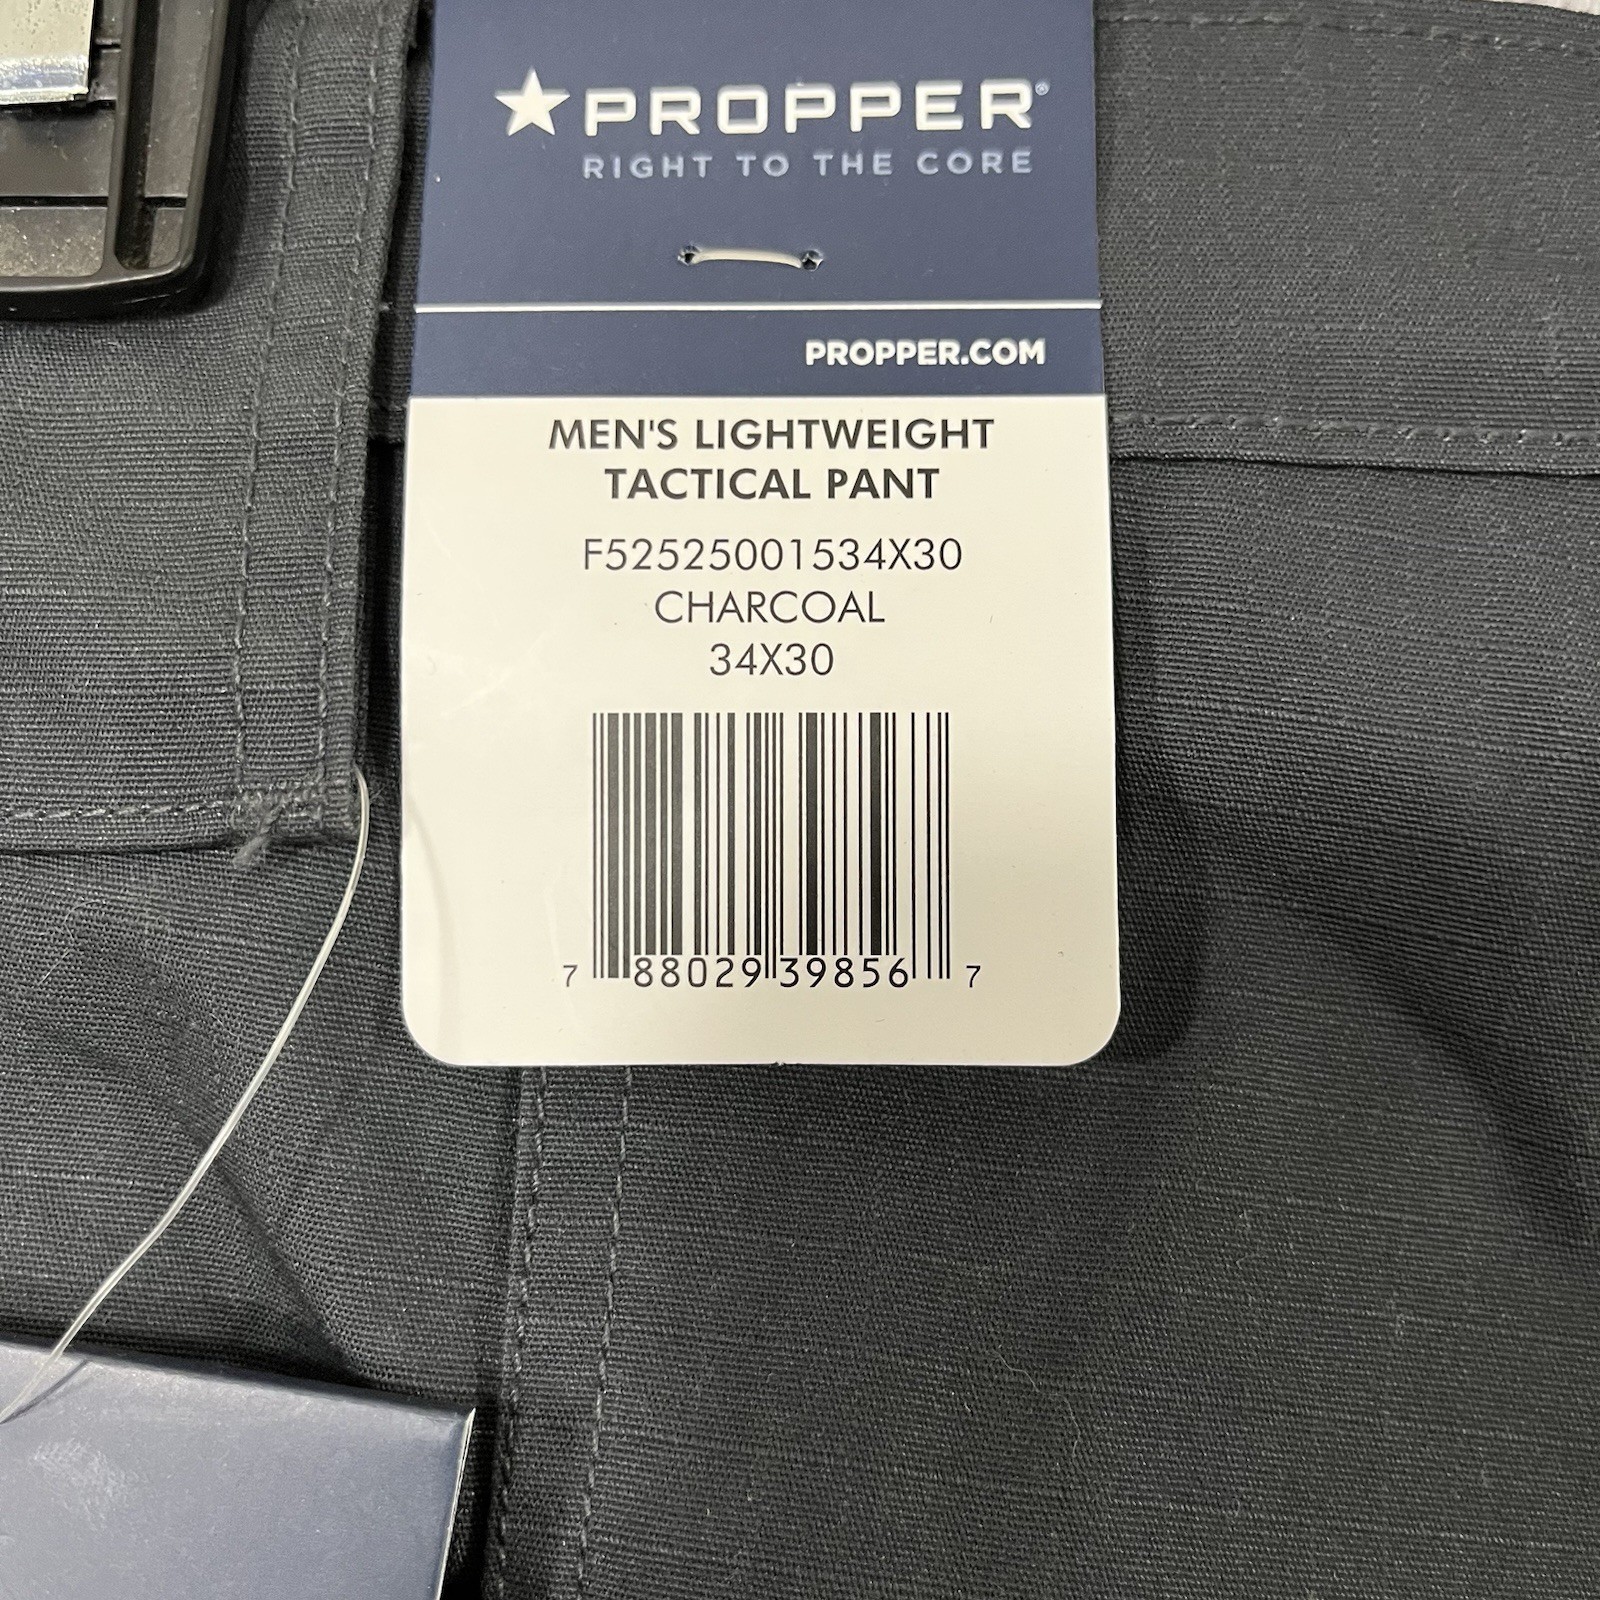 PROPPER®
RIGHT TO THE CORE
PROPPER.COM
MEN'S LIGHTWEIGHT
TACTICAL PANT
F52525001534X30
CHARCOAL
34X30
7 88029 39856 7